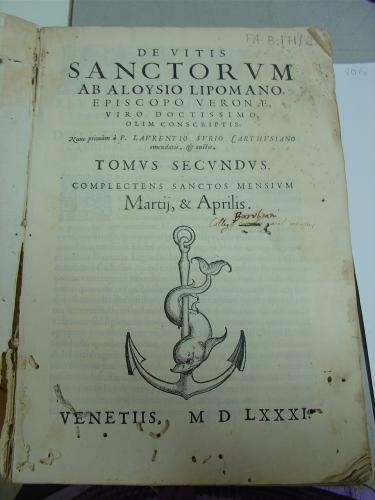 FA-B./71/2
DE VITIS
SANCTORVM
AB ALOYSIO LIPOMANO,
EPISCOPO VERONÆ,
VIRO DOCTISSIMO,
OLIM CONSCRIPTIS:
Nunc primùm à F. LAVRENTIO SVRIO CARTHVSIANO
emendatis, & auctis.
TOMVS SECVNDVS,
COMPLECTENS SANCTOS MENSIVM
Martij, & Aprilis.
VENETIIS, M D LXXXI.